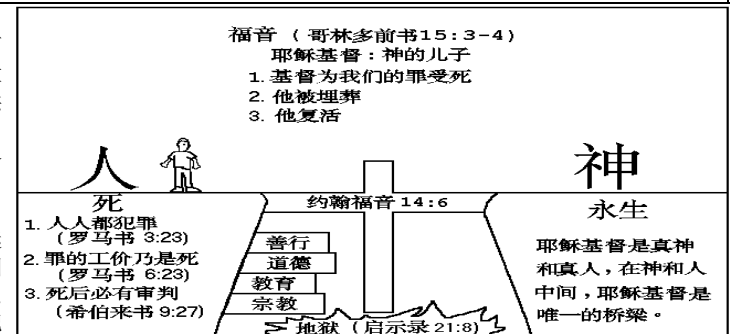 福音 (哥林多前书15:3-4)
耶稣基督:神的儿子
1. 基督为我们的罪受死
2. 他被埋葬
3. 他复活
人
神
死
1. 人人都犯罪
(罗马书 3:23)
2. 罪的工价乃是死
(罗马书 6:23)
3. 死后必有审判
(希伯来书 9:27)
约翰福音 14:6
善行
道德
教育
宗教
地狱 (启示录 21:8)
永生
耶稣基督是真神
和真人,在神和人
中间,耶稣基督是
唯一的桥梁。